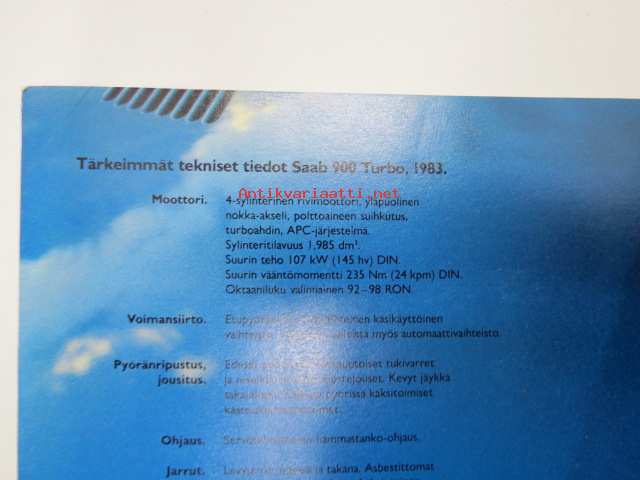 Tärkeimmät tekniset tiedot Saab 900 Turbo, 1983.
Antikvariaatti.net
Moottori. 4-sylinterinen rivimoottori, yläpuolinen
nokka-akseli, polttoaineen suihkutus,
turboahdin, APC-järjestelmä.
Sylinteritilavuus 1,985 dm³.
Suurin teho 107 kW (145 hv) DIN.
Suurin vääntömomentti 235 Nm (24 kpm) DIN.
Oktaaniluku valinnainen 92–98 RON.
Voimansiirto. käsikäyttöinen
myös automaattivaihteisto.
Pyöränripustus, tukivarret
jousitus. ja Kevyt jäykkä
kaksitoimiset
Ohjaus. hammastanko-ohjaus.
Jarrut. ja takana. Asbestittomat